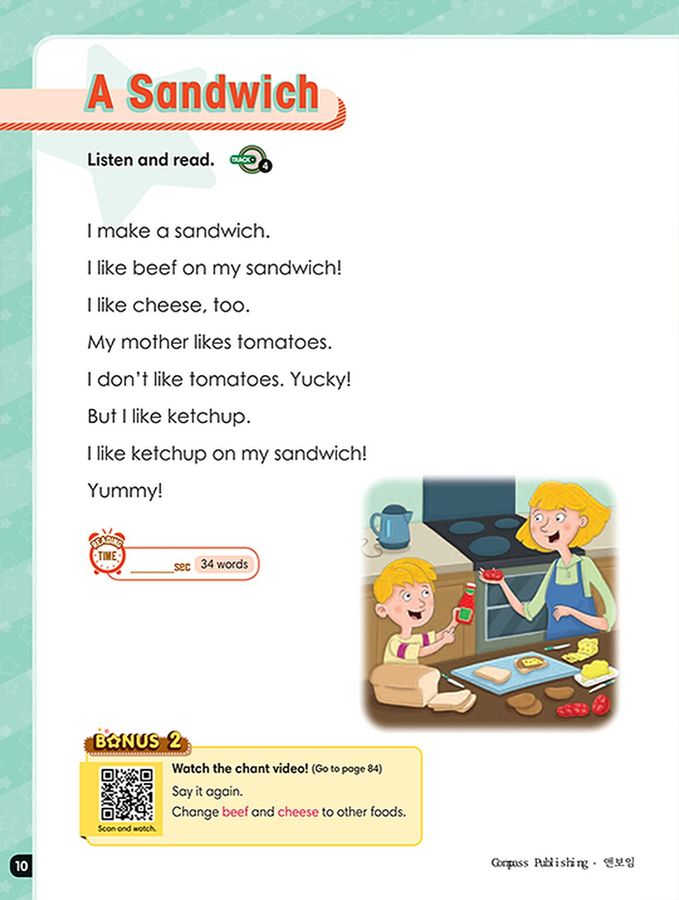 A Sandwich
Listen and read. TRACK 4
I make a sandwich.
I like beef on my sandwich!
I like cheese, too.
My mother likes tomatoes.
I don't like tomatoes. Yucky!
But I like ketchup.
I like ketchup on my sandwich!
Yummy!
READING
TIME
______sec 34 words
BONUS 2
Watch the chant video! (Go to page 84)
Say it again.
Change beef and cheese to other foods.
Scan and watch.
10
Compass Publishing · 앤보임